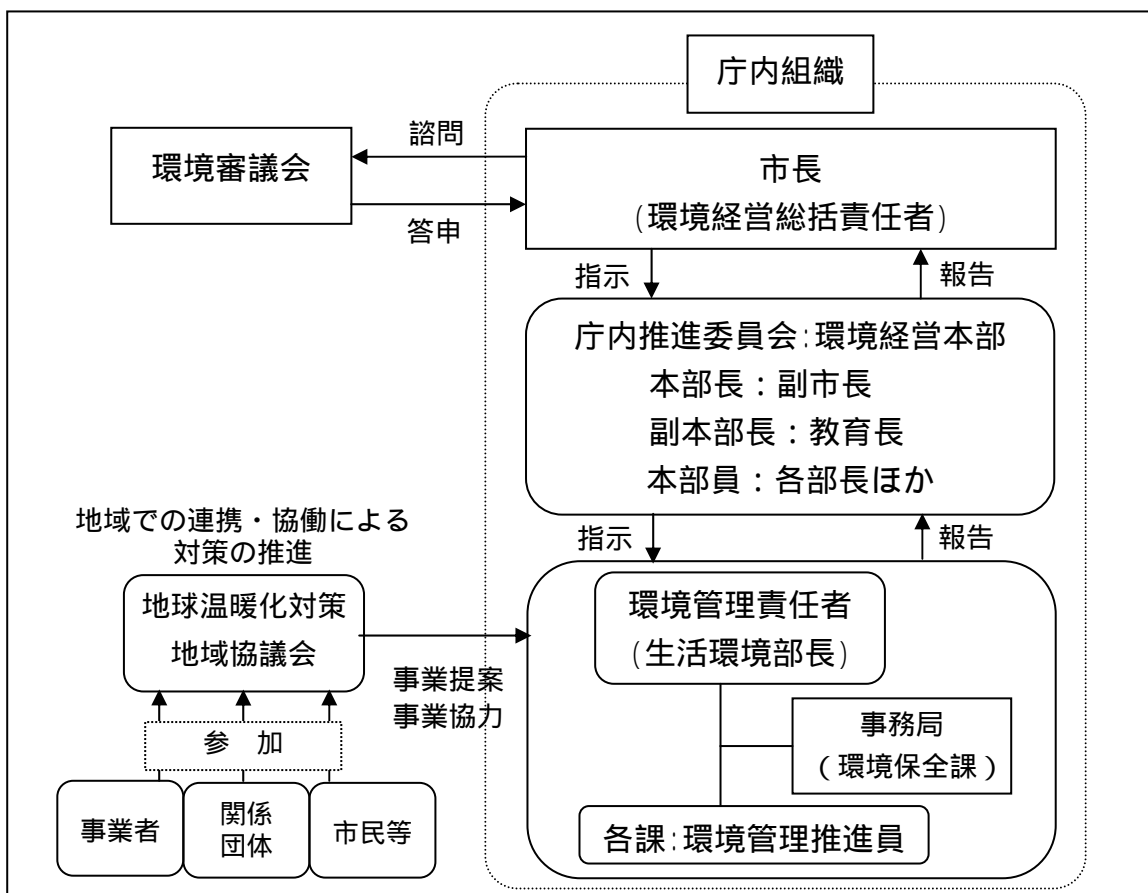 庁内組織
諮問
環境審議会
答申
市長
(環境経営総括責任者)
指示
報告
庁内推進委員会:環境経営本部
本部長：副市長
副本部長：教育長
本部員：各部長ほか
指示
報告
地域での連携・協働による
対策の推進
地球温暖化対策
地域協議会
事業提案
事業協力
参　加
事業者
関係
団体
市民等
環境管理責任者
(生活環境部長)
事務局
（環境保全課）
各課:環境管理推進員